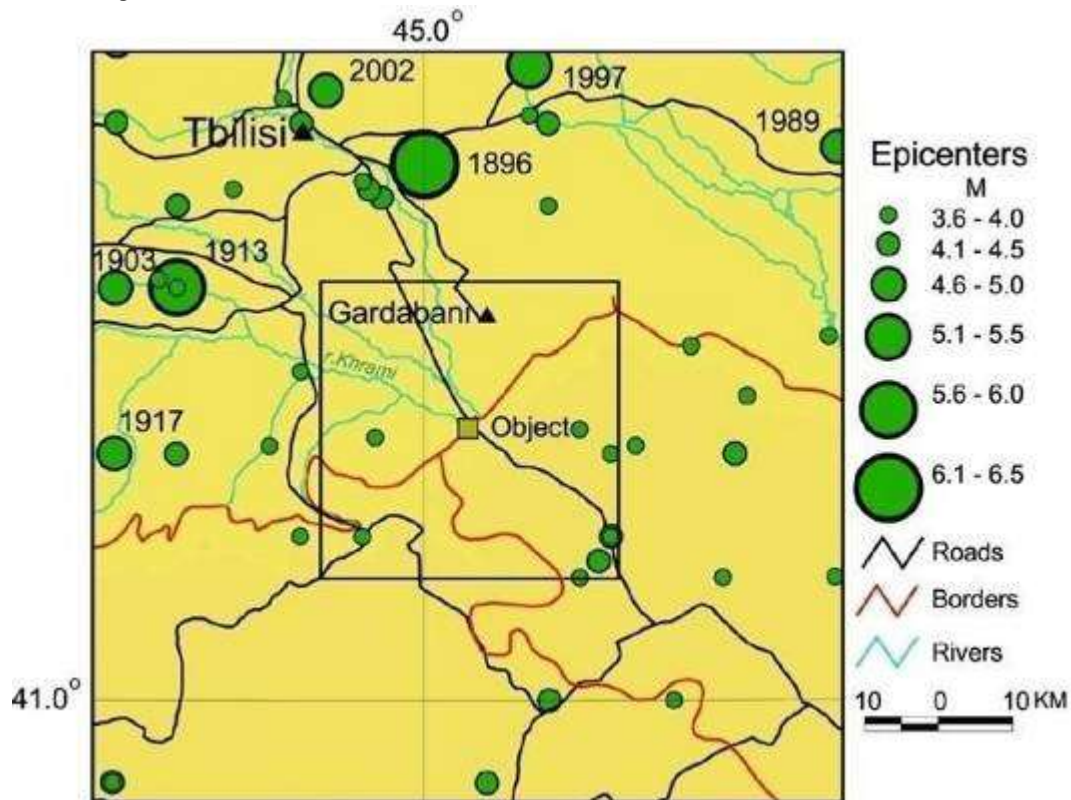 45.0°
2002
1997
1989
Tbilisi
1896
1903
1913
Gardabani
r.Khrami
Object
1917
41.0°
Epicenters
M
3.6 - 4.0
4.1 - 4.5
4.6 - 5.0
5.1 - 5.5
5.6 - 6.0
6.1 - 6.5
Roads
Borders
Rivers
10 0 10 KM